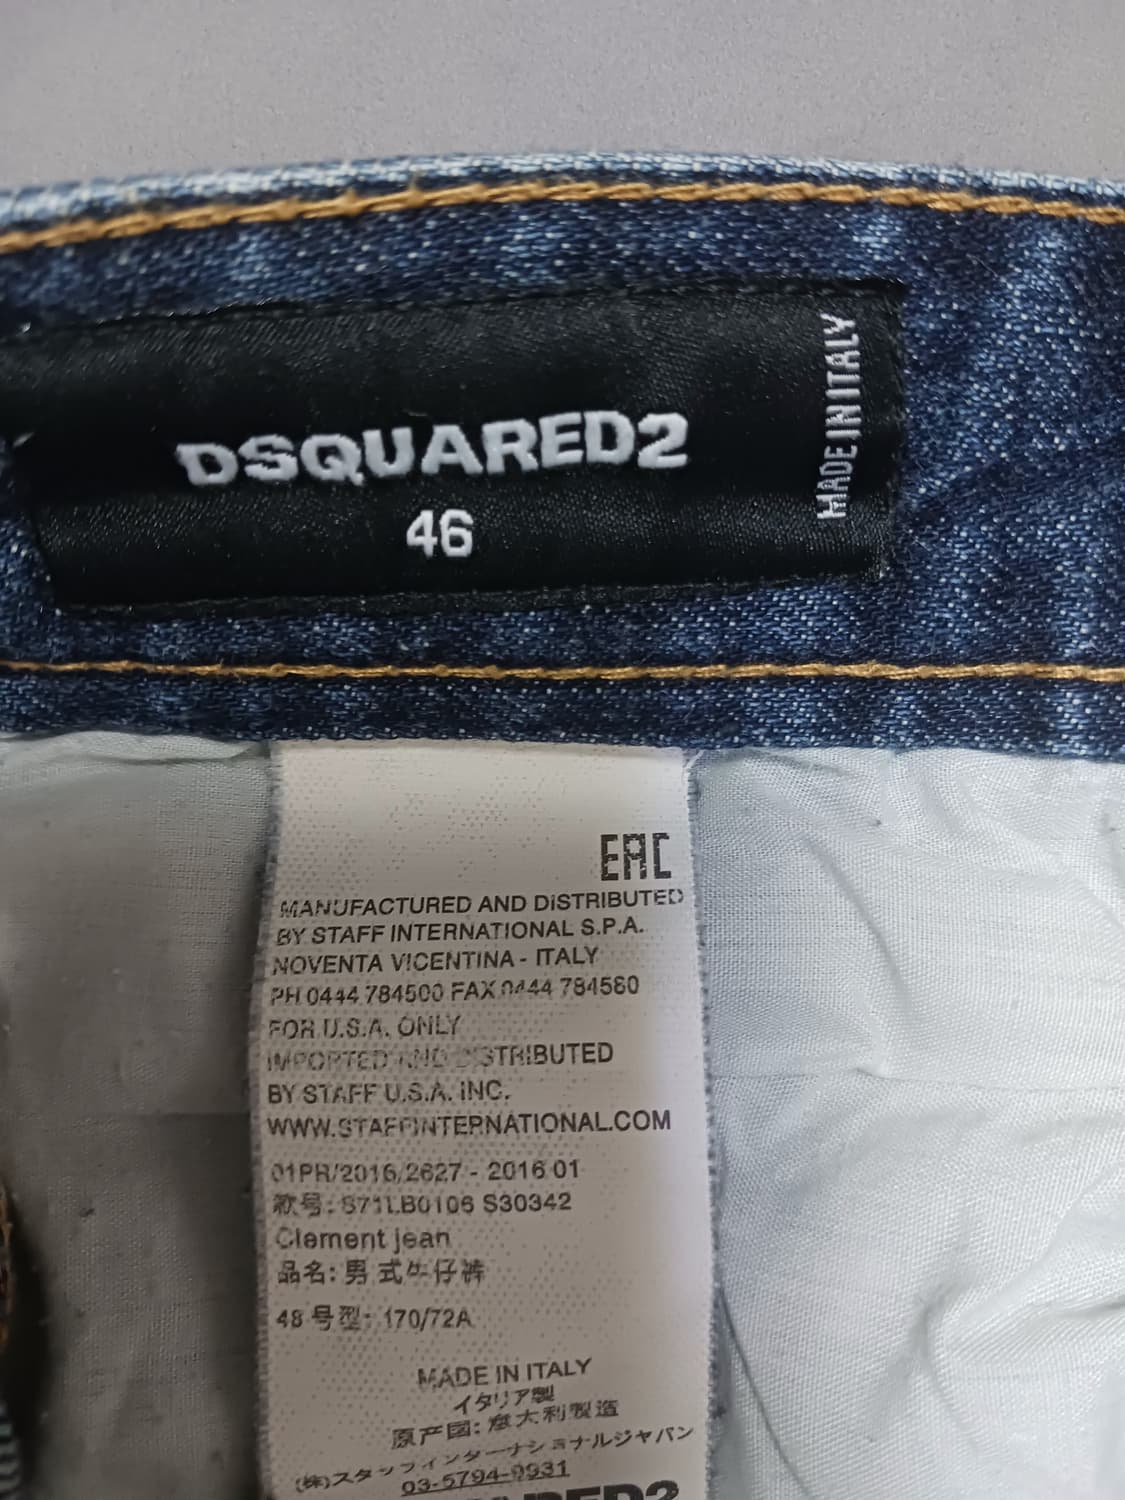 DSQUARED2
46
MADE IN ITALY
EAC
MANUFACTURED AND DISTRIBUTED
BY STAFF INTERNATIONAL S.P.A.
NOVENTA VICENTINA - ITALY
PH 0444 784500 FAX 0444 784580
FOR U.S.A. ONLY
IMPORTED AND DISTRIBUTED
BY STAFF U.S.A. INC.
WWW.STAFFINTERNATIONAL.COM
01PR/2016/2627 - 2016 01
款号: S71LB0106 S30342
Clement jean
品名: 男式牛仔裤
48 号型: 170/72A
MADE IN ITALY
イタリア製
原产国: 意大利製造
(株)スタッフインターナショナルジャパン
03-5794-9931